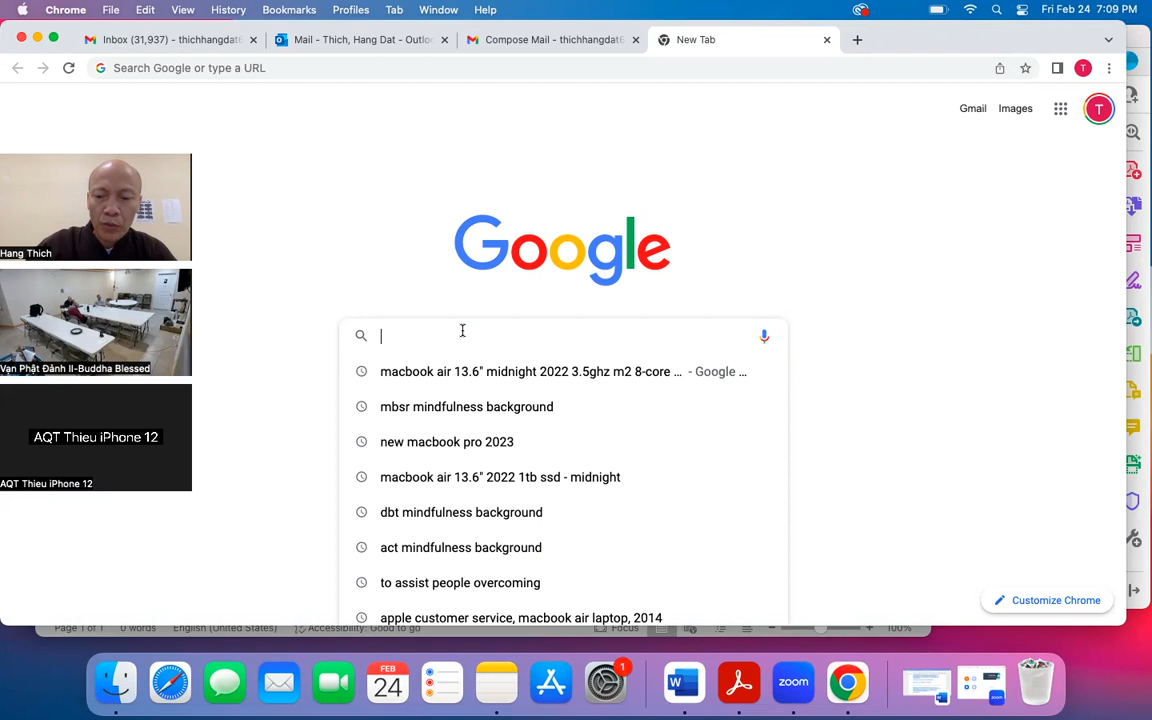 Chrome File Edit View History Bookmarks Profiles Tab Window Help Fri Feb 24 7:09 PM
Inbox (31,937) - thichhangdat6 Mail - Thich, Hang Dat - Outlo Compose Mail - thichhangdat6 New Tab
Search Google or type a URL
Gmail Images T
Google
Hang Thich
Vạn Phật Đảnh II-Buddha Blessed
AQT Thieu iPhone 12
AQT Thieu iPhone 12
macbook air 13.6" midnight 2022 3.5ghz m2 8-core ... - Google ...
mbsr mindfulness background
new macbook pro 2023
macbook air 13.6" 2022 1tb ssd - midnight
dbt mindfulness background
act mindfulness background
to assist people overcoming
apple customer service, macbook air laptop, 2014
Customize Chrome
Page 1 of 1 0 words English (United States) Accessibility: Good to go Focus 100%
FEB
24
1
zoom